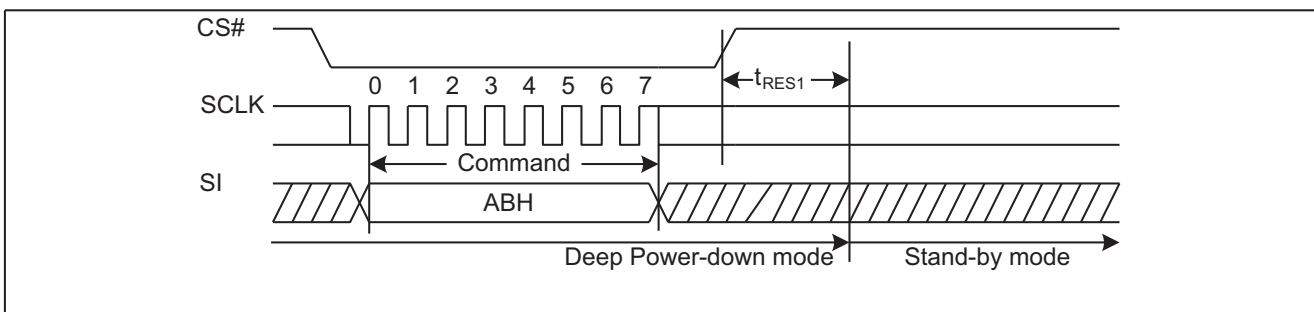 CS#
tRES1
0 1 2 3 4 5 6 7
SCLK
Command
SI
ABH
Deep Power-down mode Stand-by mode